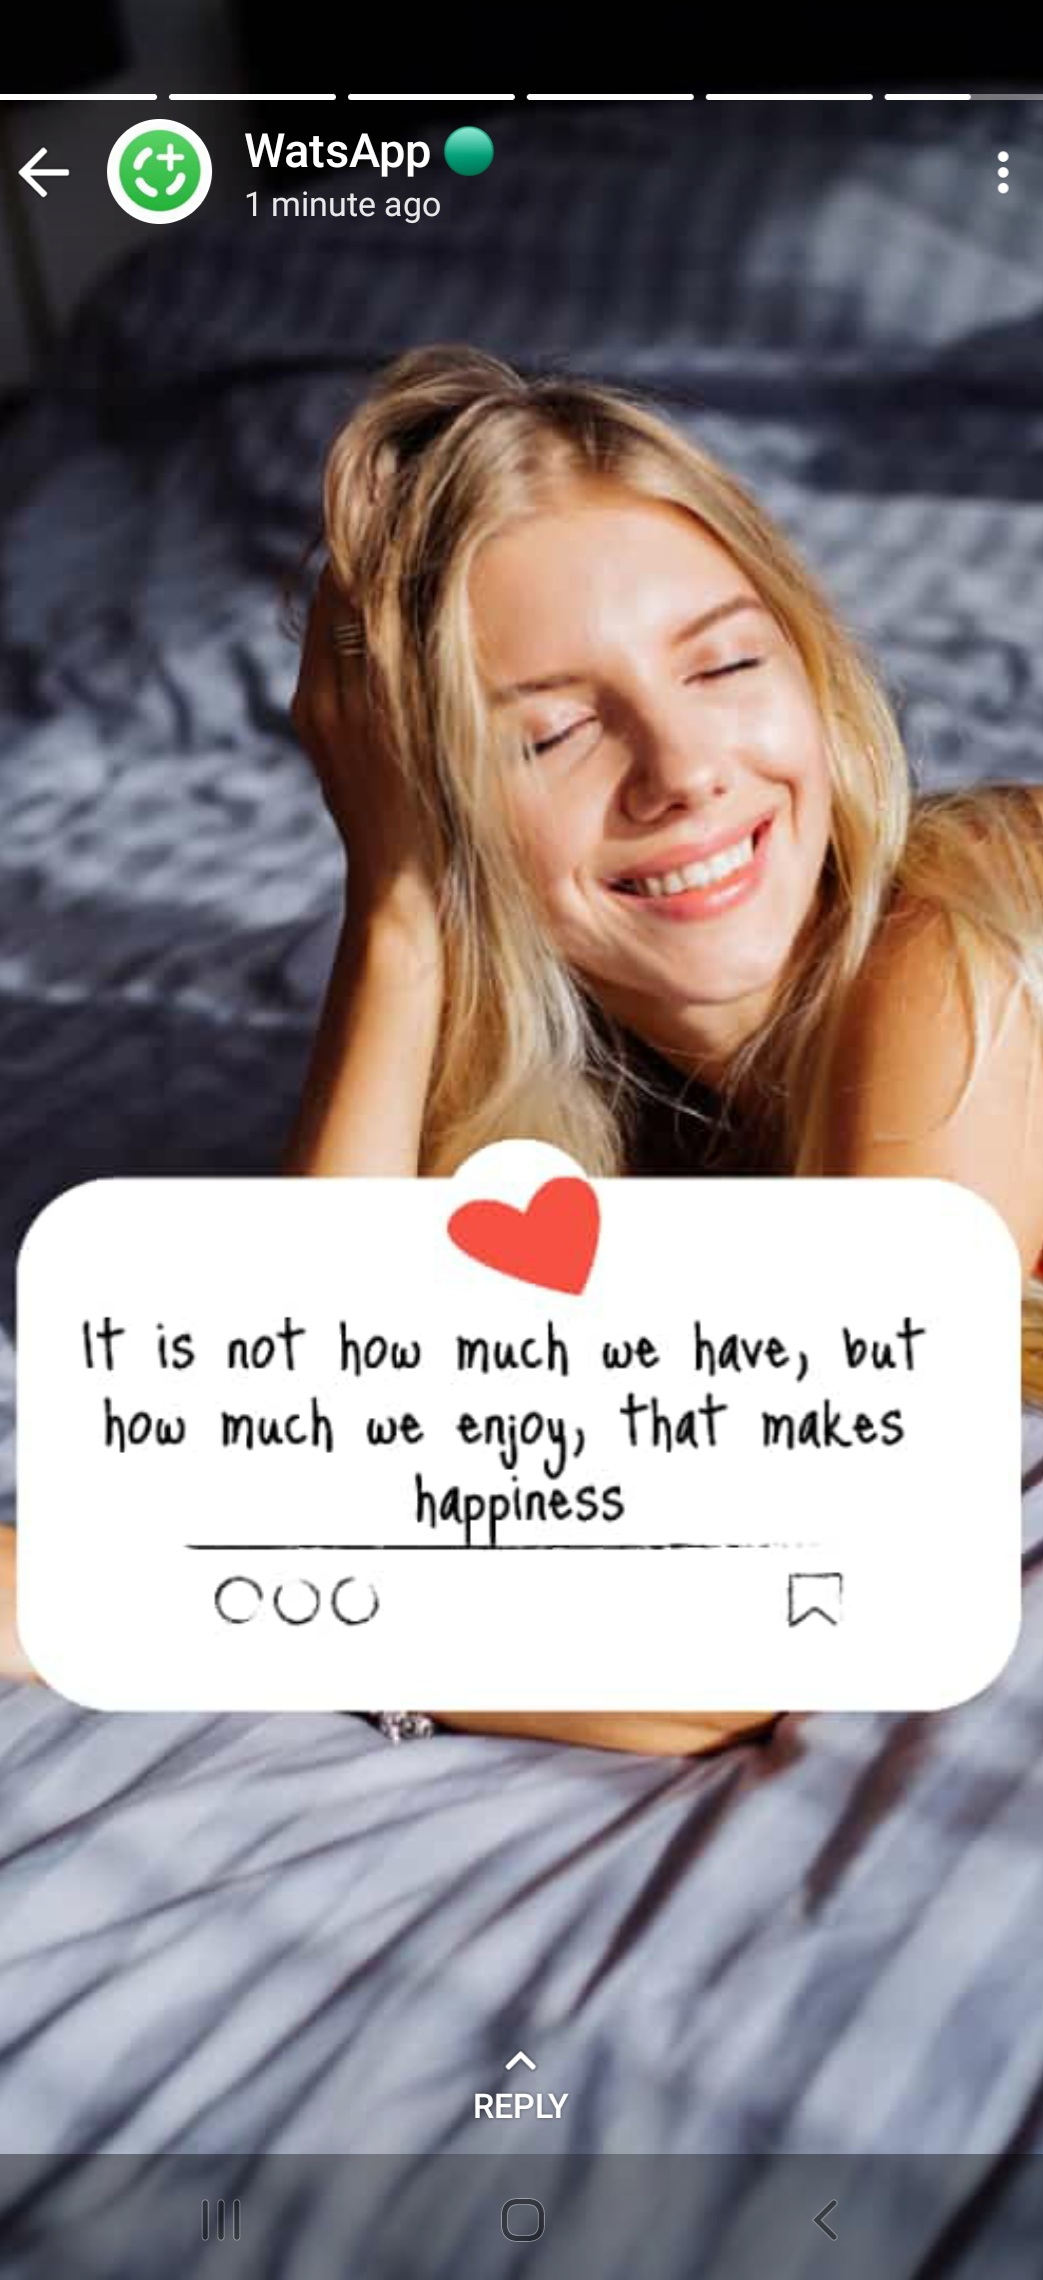 WatsApp
1 minute ago
It is not how much we have, but
how much we enjoy, that makes
happiness
REPLY